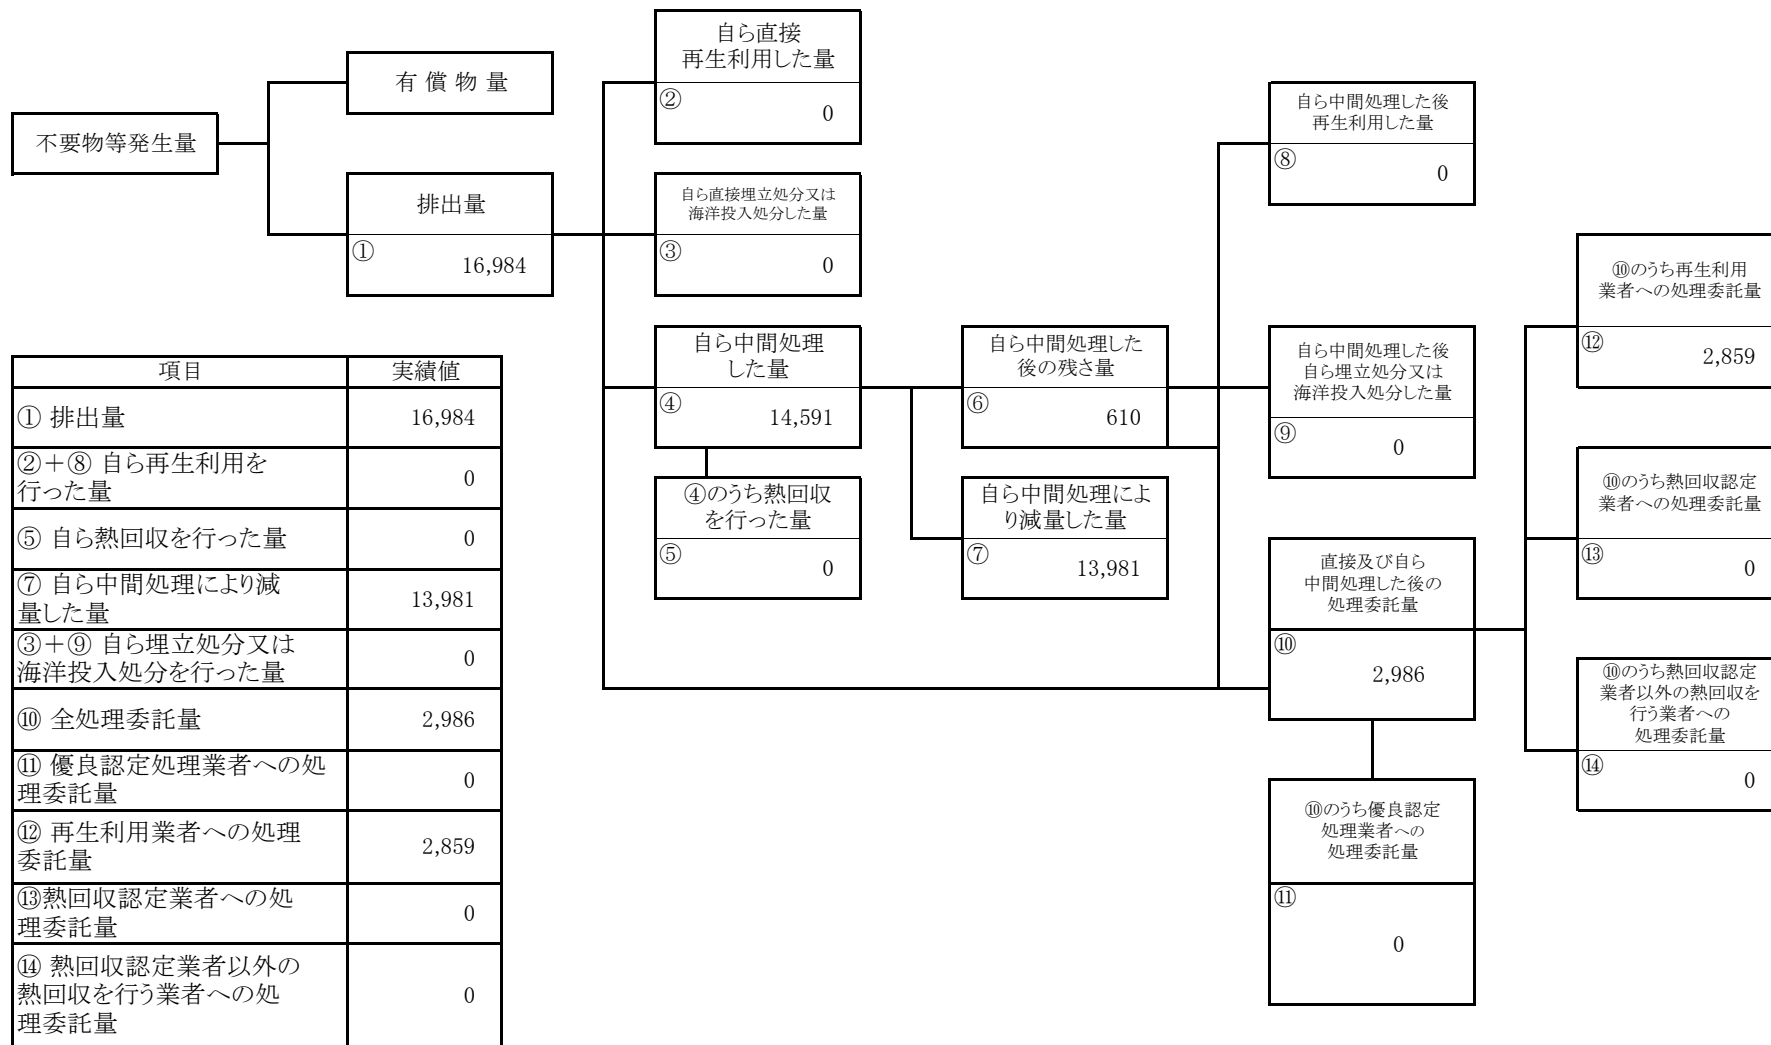 不要物等発生量
有 償 物 量
排出量
①
16,984
自ら直接
再生利用した量
②
0
自ら直接埋立処分又は
海洋投入処分した量
③
0
自ら中間処理
した量
④
14,591
④のうち熱回収
を行った量
⑤
0
自ら中間処理した
後の残さ量
⑥
610
自ら中間処理によ
り減量した量
⑦
13,981
自ら中間処理した後
再生利用した量
⑧
0
自ら中間処理した後
自ら埋立処分又は
海洋投入処分した量
⑨
0
直接及び自ら
中間処理した後の
処理委託量
⑩
2,986
⑩のうち優良認定
処理業者への
処理委託量
⑪
0
⑩のうち再生利用
業者への処理委託量
⑫
2,859
⑩のうち熱回収認定
業者への処理委託量
⑬
0
⑩のうち熱回収認定
業者以外の熱回収を
行う業者への
処理委託量
⑭
0
項目 実績値
① 排出量 16,984
②＋⑧ 自ら再生利用を
行った量 0
⑤ 自ら熱回収を行った量 0
⑦ 自ら中間処理により減
量した量 13,981
③＋⑨ 自ら埋立処分又は
海洋投入処分を行った量 0
⑩ 全処理委託量 2,986
⑪ 優良認定処理業者への処
理委託量 0
⑫ 再生利用業者への処理
委託量 2,859
⑬熱回収認定業者への処
理委託量 0
⑭ 熱回収認定業者以外の
熱回収を行う業者への処 0
理委託量